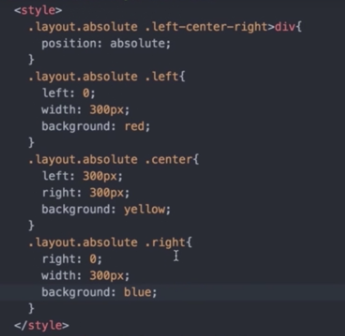 <style>
.layout.absolute .left-center-right>div{
position: absolute;
}
.layout.absolute .left{
left: 0;
width: 300px;
background: red;
}
.layout.absolute .center{
left: 300px;
right: 300px;
background: yellow;
}
.layout.absolute .right{
right: 0;
width: 300px;
background: blue;
}
</style>